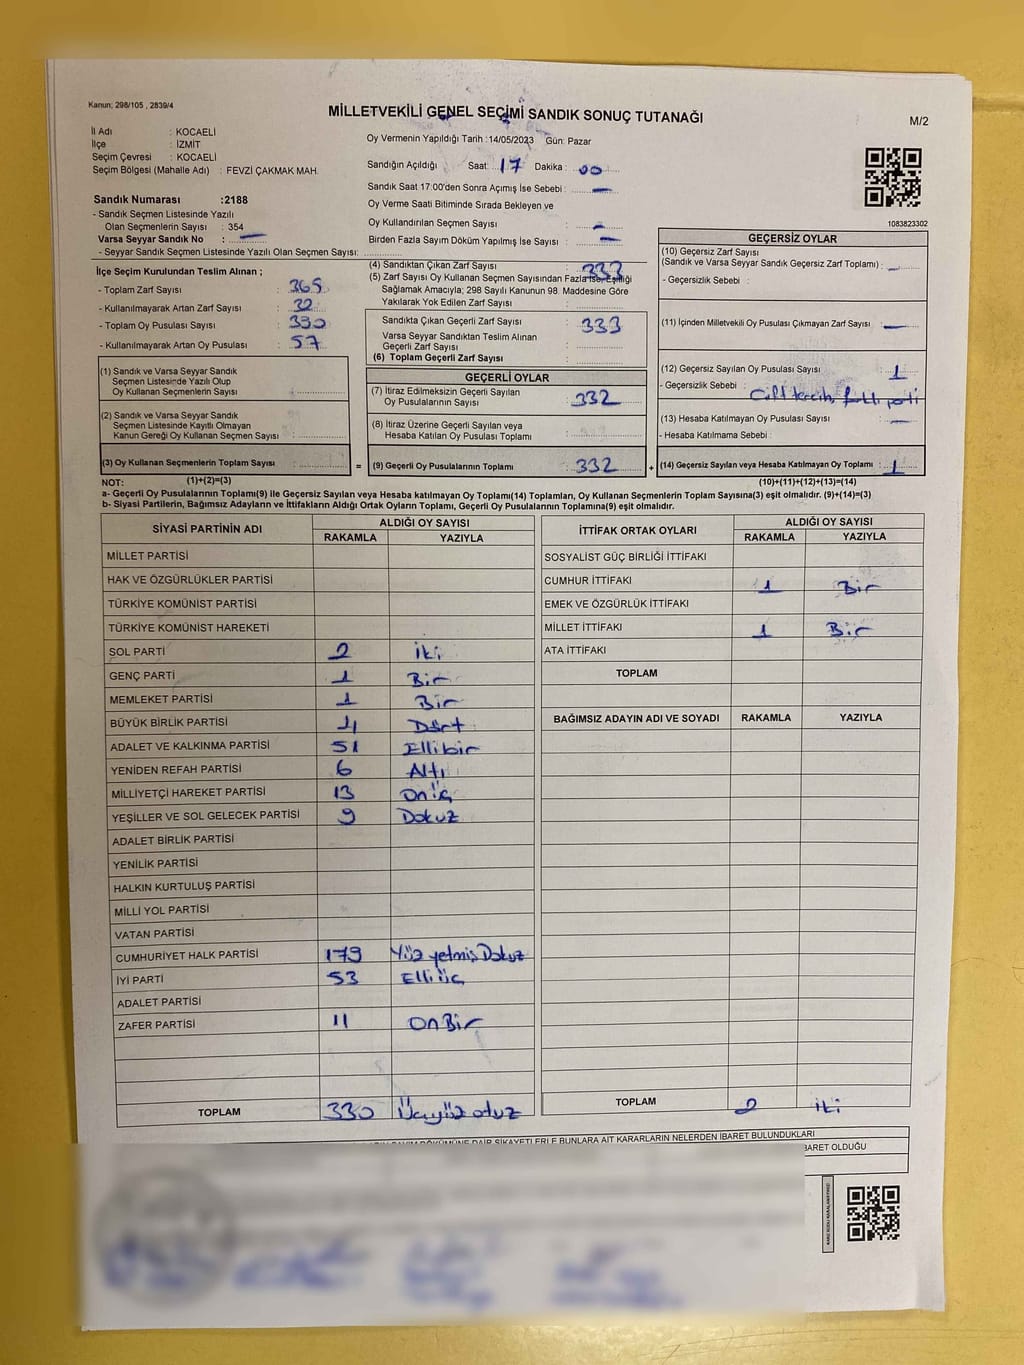 Kanun; 298/105 , 2839/4
MİLLETVEKİLİ GENEL SEÇİMİ SANDIK SONUÇ TUTANAĞI
M/2
İl Adı : KOCAELİ
İlçe : İZMİT
Seçim Çevresi : KOCAELİ
Seçim Bölgesi (Mahalle Adı) : FEVZİ ÇAKMAK MAH.
Sandık Numarası :2188
- Sandık Seçmen Listesinde Yazılı
Olan Seçmenlerin Sayısı : 354
Varsa Seyyar Sandık No : —
- Seyyar Sandık Seçmen Listesinde Yazılı Olan Seçmen Sayısı:
İlçe Seçim Kurulundan Teslim Alınan ;
- Toplam Zarf Sayısı : 365
- Kullanılmayarak Artan Zarf Sayısı : 32
- Toplam Oy Pusulası Sayısı : 330
- Kullanılmayarak Artan Oy Pusulası : 57
Oy Vermenin Yapıldığı Tarih :14/05/2023 Gün: Pazar
Sandığın Açıldığı Saat: 17 Dakika : 00
Sandık Saat 17:00'den Sonra Açımış İse Sebebi : —
Oy Verme Saati Bitiminde Sırada Bekleyen ve
Oy Kullandırılan Seçmen Sayısı : —
Birden Fazla Sayım Döküm Yapılmış İse Sayısı : —
(4) Sandıktan Çıkan Zarf Sayısı : 333
(5) Zarf Sayısı Oy Kullanan Seçmen Sayısından Fazla İse, Eşitliği
Sağlamak Amacıyla; 298 Sayılı Kanunun 98. Maddesine Göre
Yakılarak Yok Edilen Zarf Sayısı :
Sandıkta Çıkan Geçerli Zarf Sayısı : 333
Varsa Seyyar Sandıktan Teslim Alınan
Geçerli Zarf Sayısı :
(6) Toplam Geçerli Zarf Sayısı :
1083823302
GEÇERSİZ OYLAR
(10) Geçersiz Zarf Sayısı
(Sandık ve Varsa Seyyar Sandık Geçersiz Zarf Toplamı) : —
- Geçersizlik Sebebi :
(11) İçinden Milletvekili Oy Pusulası Çıkmayan Zarf Sayısı : —
(12) Geçersiz Sayılan Oy Pusulası Sayısı : 1
- Geçersizlik Sebebi : Çift tercih, farklı parti
(13) Hesaba Katılmayan Oy Pusulası Sayısı : —
- Hesaba Katılmama Sebebi :
(14) Geçersiz Sayılan veya Hesaba Katılmayan Oy Toplamı : 1
(10)+(11)+(12)+(13)=(14)
(1) Sandık ve Varsa Seyyar Sandık
Seçmen Listesinde Yazılı Olup
Oy Kullanan Seçmenlerin Sayısı :
(2) Sandık ve Varsa Seyyar Sandık
Seçmen Listesinde Kayıtlı Olmayan
Kanun Gereği Oy Kullanan Seçmen Sayısı :
(3) Oy Kullanan Seçmenlerin Toplam Sayısı :
(1)+(2)=(3)
GEÇERLİ OYLAR
(7) İtiraz Edilmeksizin Geçerli Sayılan
Oy Pusulalarının Sayısı : 332
(8) İtiraz Üzerine Geçerli Sayılan veya
Hesaba Katılan Oy Pusulası Toplamı :
= (9) Geçerli Oy Pusulalarının Toplamı : 332 +
NOT:
a- Geçerli Oy Pusulalarının Toplamı(9) ile Geçersiz Sayılan veya Hesaba katılmayan Oy Toplamı(14) Toplamları, Oy Kullanan Seçmenlerin Toplam Sayısına(3) eşit olmalıdır. (9)+(14)=(3)
b- Siyasi Partilerin, Bağımsız Adayların ve İttifakların Aldığı Ortak Oyların Toplamı, Geçerli Oy Pusulalarının Toplamına(9) eşit olmalıdır.
SİYASİ PARTİNİN ADI ALDIĞI OY SAYISI
RAKAMLA YAZIYLA
MİLLET PARTİSİ
HAK VE ÖZGÜRLÜKLER PARTİSİ
TÜRKİYE KOMÜNİST PARTİSİ
TÜRKİYE KOMÜNİST HAREKETİ
SOL PARTİ 2 İki
GENÇ PARTİ 1 Bir
MEMLEKET PARTİSİ 1 Bir
BÜYÜK BİRLİK PARTİSİ 4 Dört
ADALET VE KALKINMA PARTİSİ 51 Ellibir
YENİDEN REFAH PARTİSİ 6 Altı
MİLLİYETÇİ HAREKET PARTİSİ 13 Onüç
YEŞİLLER VE SOL GELECEK PARTİSİ 9 Dokuz
ADALET BİRLİK PARTİSİ
YENİLİK PARTİSİ
HALKIN KURTULUŞ PARTİSİ
MİLLİ YOL PARTİSİ
VATAN PARTİSİ
CUMHURİYET HALK PARTİSİ 179 Yüz yetmiş Dokuz
İYİ PARTİ 53 Elliüç
ADALET PARTİSİ
ZAFER PARTİSİ 11 OnBir
TOPLAM 330 Üçyüz otuz
İTTİFAK ORTAK OYLARI ALDIĞI OY SAYISI
RAKAMLA YAZIYLA
SOSYALİST GÜÇ BİRLİĞİ İTTİFAKI
CUMHUR İTTİFAKI 1 Bir
EMEK VE ÖZGÜRLÜK İTTİFAKI
MİLLET İTTİFAKI 1 Bir
ATA İTTİFAKI
TOPLAM
BAĞIMSIZ ADAYIN ADI VE SOYADI RAKAMLA YAZIYLA
TOPLAM 2 İki
SAYIM DÖKÜMÜNE DAİR ŞİKAYETLERLE BUNLARA AİT KARARLARIN NELERDEN İBARET BULUNDUKLARI
BARET OLDUĞU